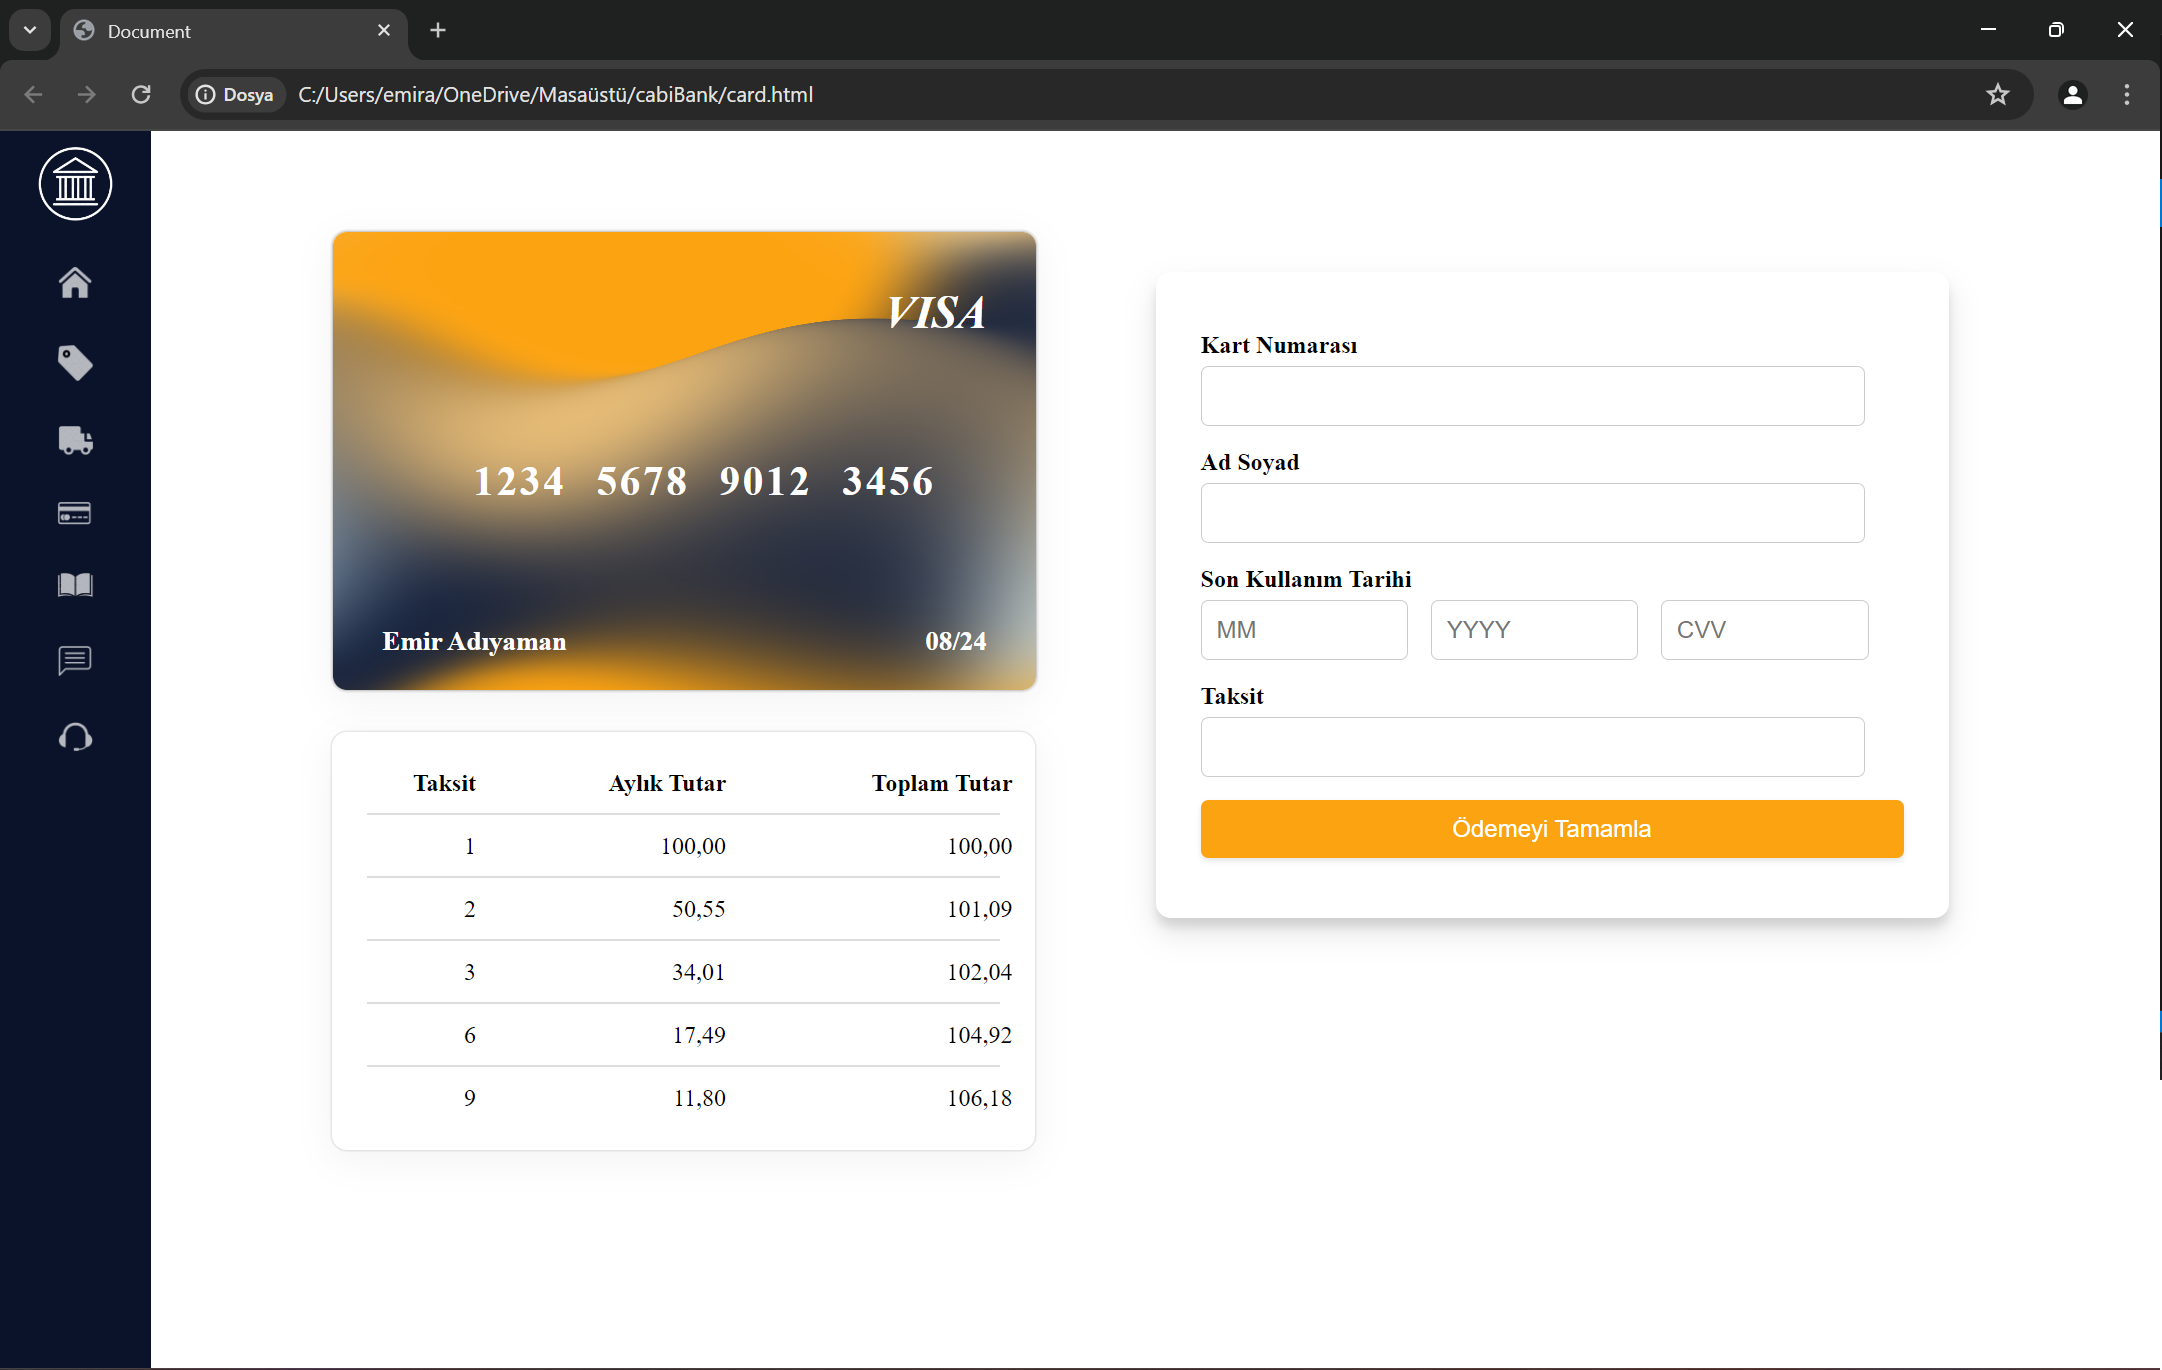 Document
Dosya C:/Users/emira/OneDrive/Masaüstü/cabiBank/card.html
VISA
1234 5678 9012 3456
Emir Adıyaman 08/24
Taksit Aylık Tutar Toplam Tutar
1 100,00 100,00
2 50,55 101,09
3 34,01 102,04
6 17,49 104,92
9 11,80 106,18
Kart Numarası
Ad Soyad
Son Kullanım Tarihi
MM YYYY CVV
Taksit
Ödemeyi Tamamla